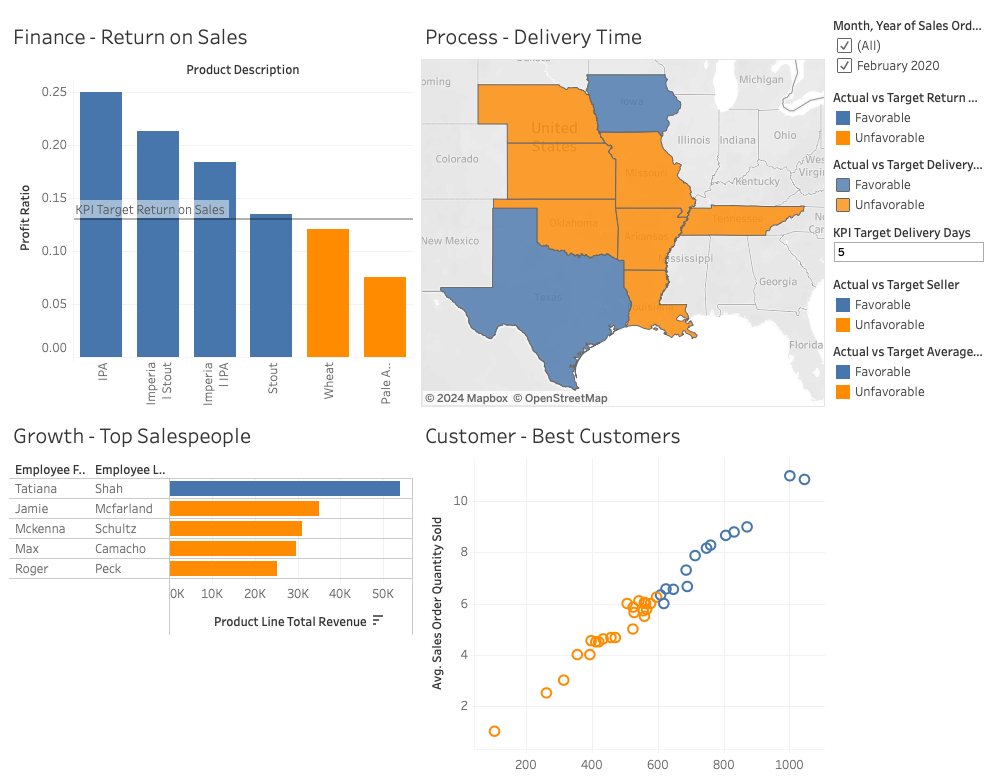 Finance - Return on Sales
Product Description
0.25
0.20
0.15
0.10
0.05
0.00
Profit Ratio
KPI Target Return on Sales
IPA
Imperia
l Stout
Imperia
l IPA
Stout
Wheat
Pale A..
Process - Delivery Time
oming
Michigan
Iowa
United
States
Illinois
Indiana
Ohio
Colorado
Missouri
Kentucky
Wes
Virgin
New Mexico
Oklahoma
Arkansas
Tennessee
ississippi
Georgia
Texas
Florida
© 2024 Mapbox © OpenStreetMap
Month, Year of Sales Ord...
(All)
February 2020
Actual vs Target Return ...
Favorable
Unfavorable
Actual vs Target Delivery...
Favorable
Unfavorable
KPI Target Delivery Days
5
Actual vs Target Seller
Favorable
Unfavorable
Actual vs Target Average...
Favorable
Unfavorable
Growth - Top Salespeople
Employee F.. Employee L..
Tatiana Shah
Jamie Mcfarland
Mckenna Schultz
Max Camacho
Roger Peck
0K 10K 20K 30K 40K 50K
Product Line Total Revenue
Customer - Best Customers
10
8
6
4
2
Avg. Sales Order Quantity Sold
200 400 600 800 1000